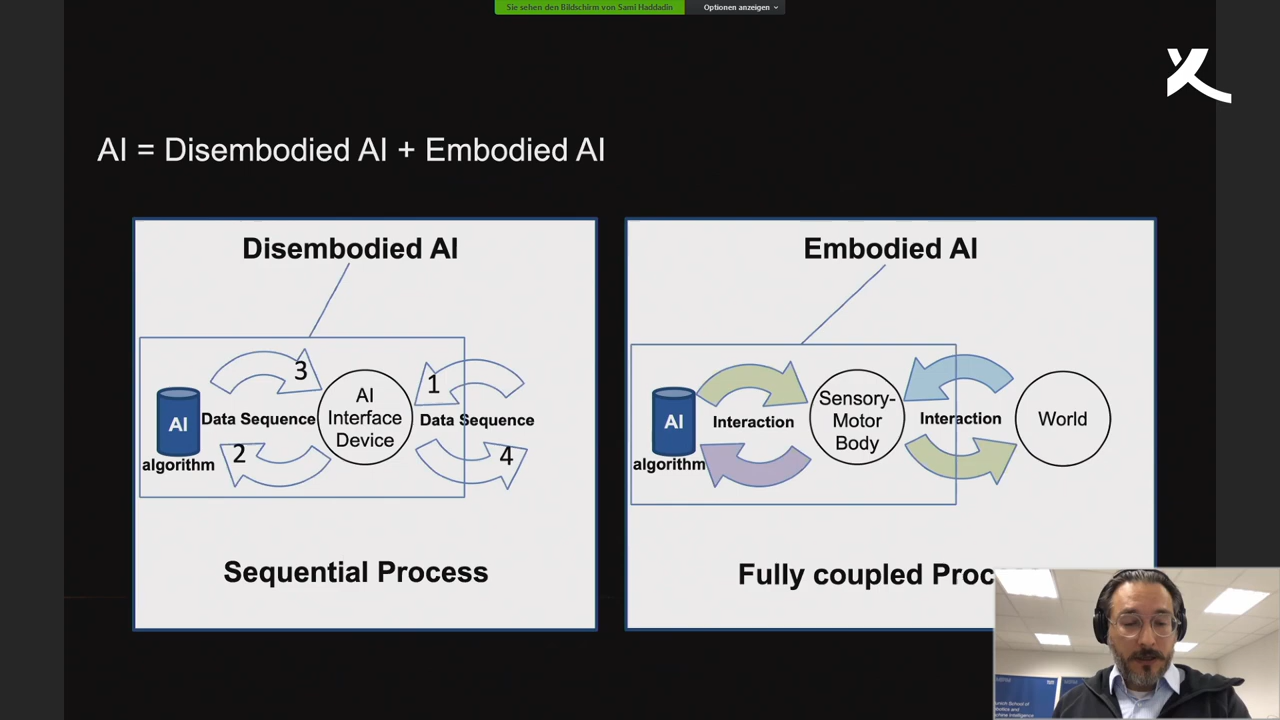 Sie sehen den Bildschirm von Sami Haddadin
Optionen anzeigen
AI = Disembodied AI + Embodied AI
Disembodied AI
3
1
AI
Interface
Device
AI
Data Sequence
Data Sequence
2
4
algorithm
Sequential Process
Embodied AI
Sensory-
Motor
Body
AI
Interaction
Interaction
World
algorithm
Fully coupled Proc